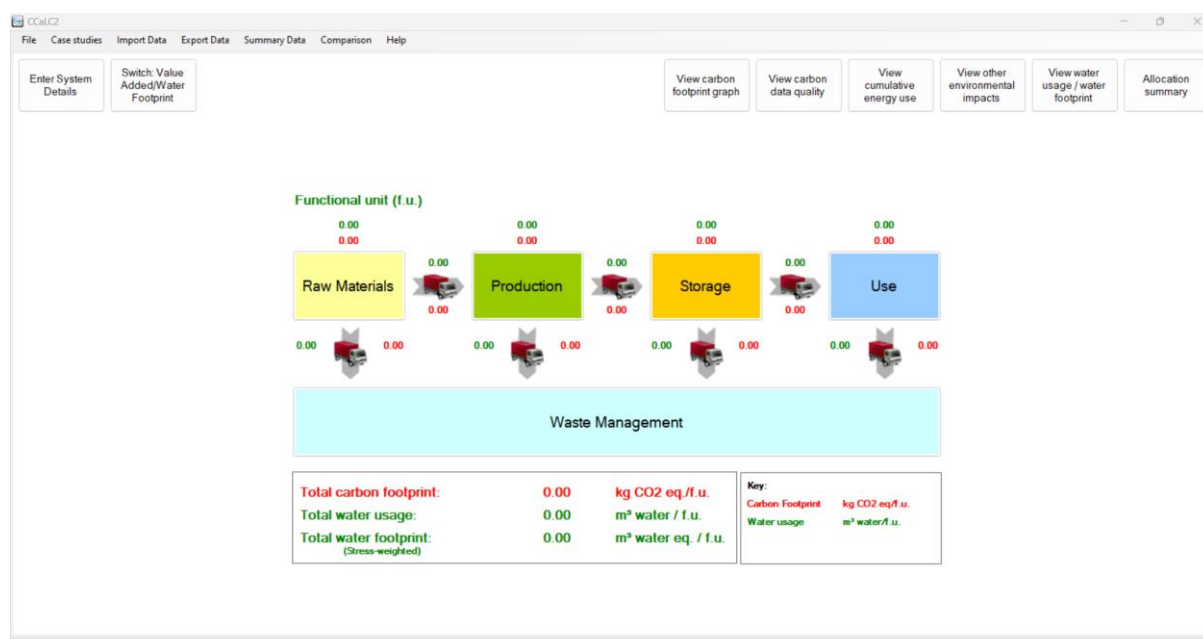 CCaLC2
File Case studies Import Data Export Data Summary Data Comparison Help
Enter System
Details
Switch: Value
Added/Water
Footprint
View carbon
footprint graph
View carbon
data quality
View
cumulative
energy use
View other
environmental
impacts
View water
usage / water
footprint
Allocation
summary
Functional unit (f.u.)
0.00 0.00 0.00 0.00
0.00 0.00 0.00 0.00
0.00 0.00 0.00
Raw Materials Production Storage Use
0.00 0.00 0.00
0.00 0.00 0.00 0.00 0.00 0.00 0.00 0.00
Waste Management
Total carbon footprint: 0.00 kg CO2 eq./f.u.
Total water usage: 0.00 m³ water / f.u.
Total water footprint: 0.00 m³ water eq. / f.u.
(Stress-weighted)
Key:
Carbon Footprint kg CO2 eq/f.u.
Water usage m³ water/f.u.